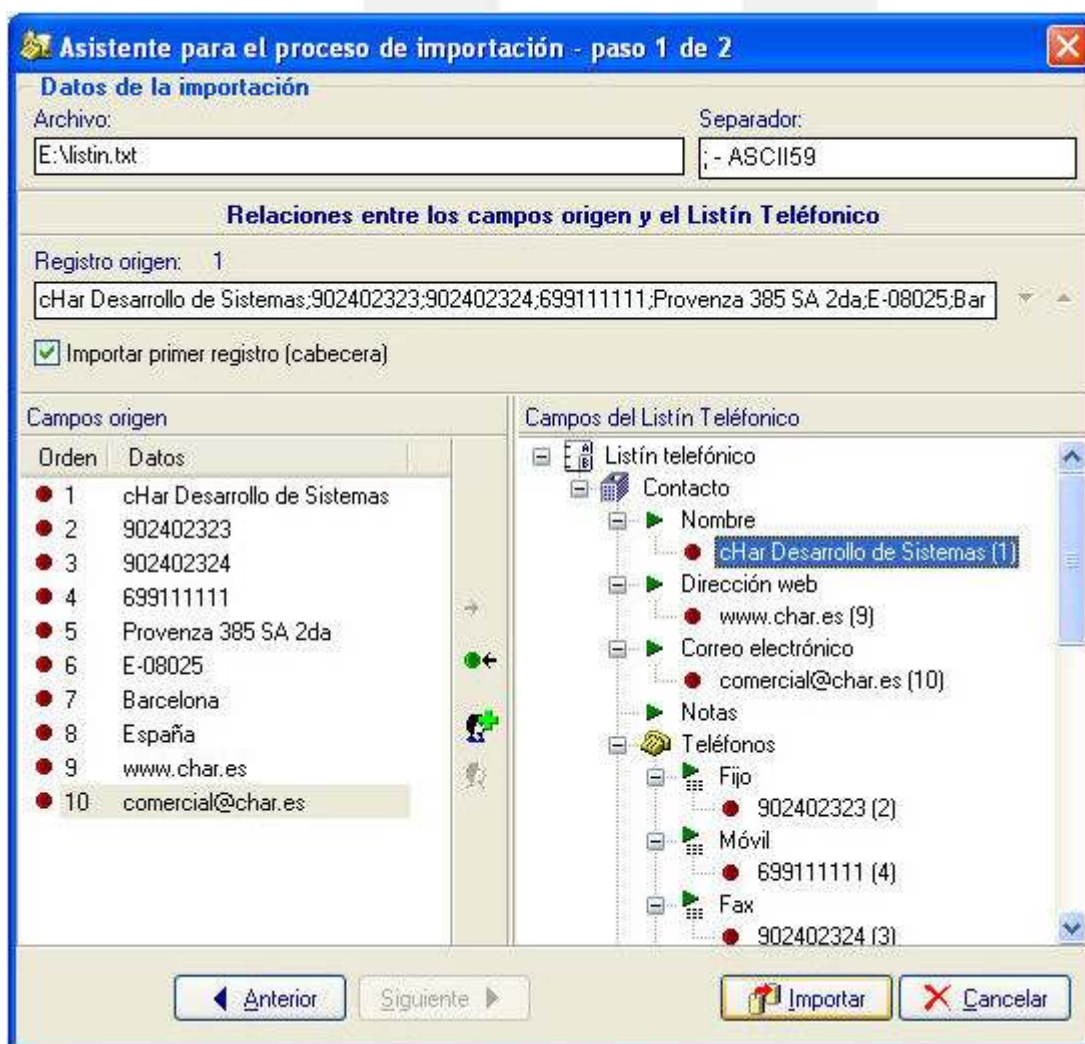 Asistente para el proceso de importación - paso 1 de 2
Datos de la importación
Archivo: Separador:
E:\listin.txt ; - ASCII59
Relaciones entre los campos origen y el Listín Teléfonico
Registro origen: 1
cHar Desarrollo de Sistemas;902402323;902402324;699111111;Provenza 385 SA 2da;E-08025;Bar
Importar primer registro (cabecera)
Campos origen
Orden Datos
1 cHar Desarrollo de Sistemas
2 902402323
3 902402324
4 699111111
5 Provenza 385 SA 2da
6 E-08025
7 Barcelona
8 España
9 www.char.es
10 comercial@char.es
Campos del Listín Teléfonico
Listín telefónico
Contacto
Nombre
cHar Desarrollo de Sistemas (1)
Dirección web
www.char.es (9)
Correo electrónico
comercial@char.es (10)
Notas
Teléfonos
Fijo
902402323 (2)
Móvil
699111111 (4)
Fax
902402324 (3)
Anterior Siguiente Importar Cancelar